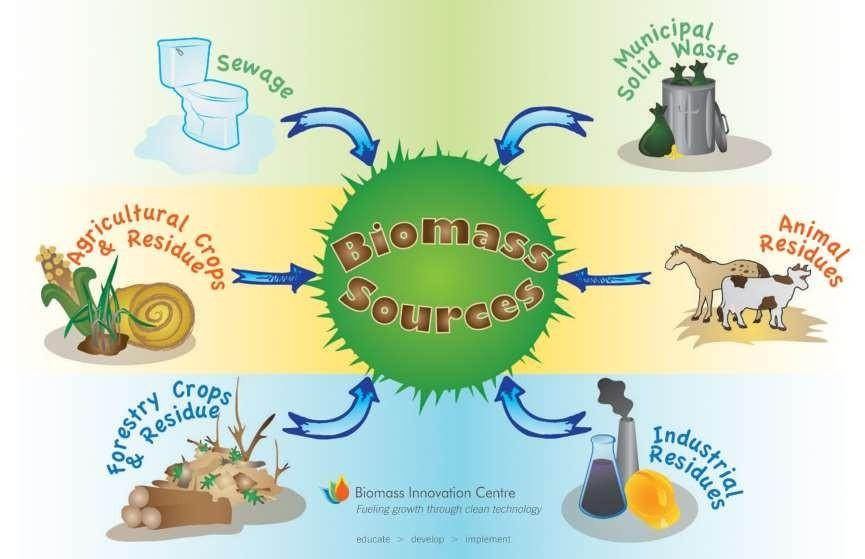 Sewage
Municipal
Solid Waste
Agricultural Crops
& Residue
Biomass
Sources
Animal
Residues
Forestry Crops
& Residue
Industrial
Residues
Biomass Innovation Centre
Fueling growth through clean technology
educate > develop > implement